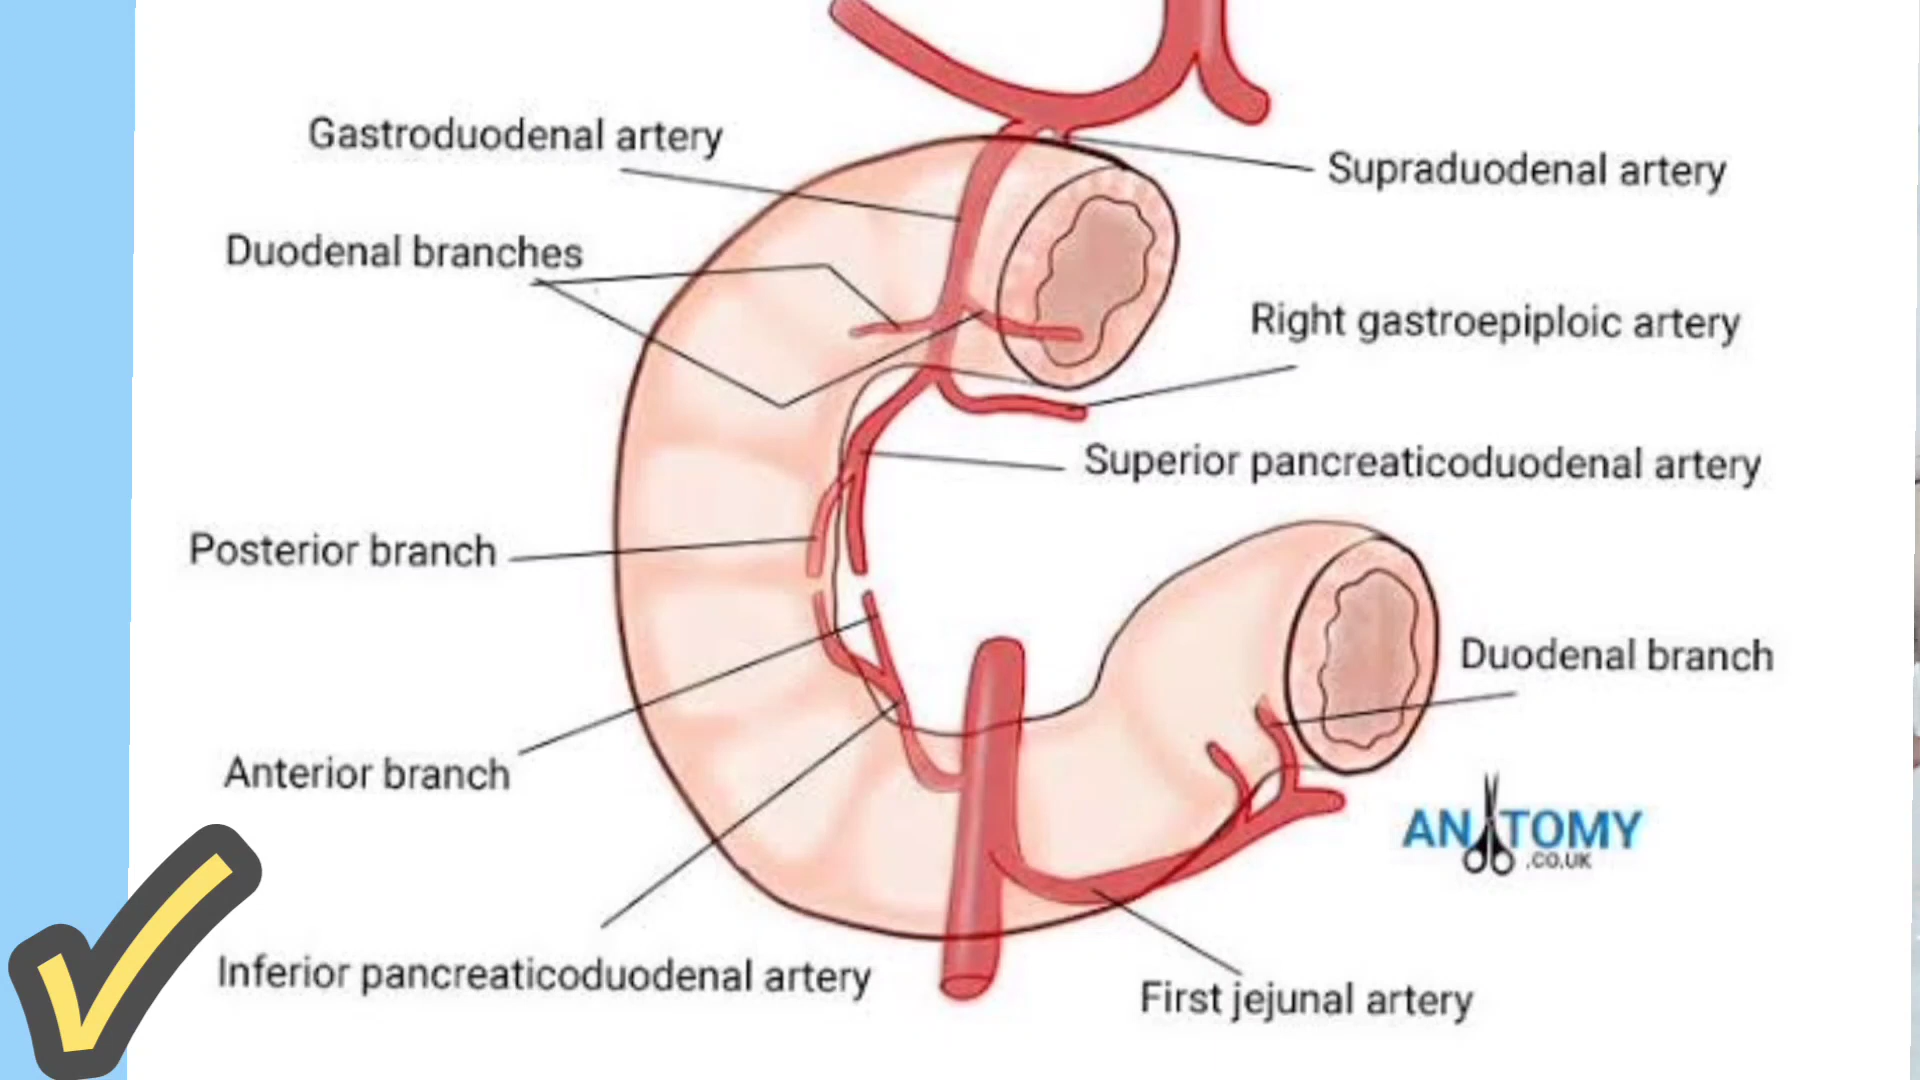 Gastroduodenal artery
Supraduodenal artery
Duodenal branches
Right gastroepiploic artery
Superior pancreaticoduodenal artery
Posterior branch
Duodenal branch
Anterior branch
ANATOMY
.CO.UK
Inferior pancreaticoduodenal artery
First jejunal artery